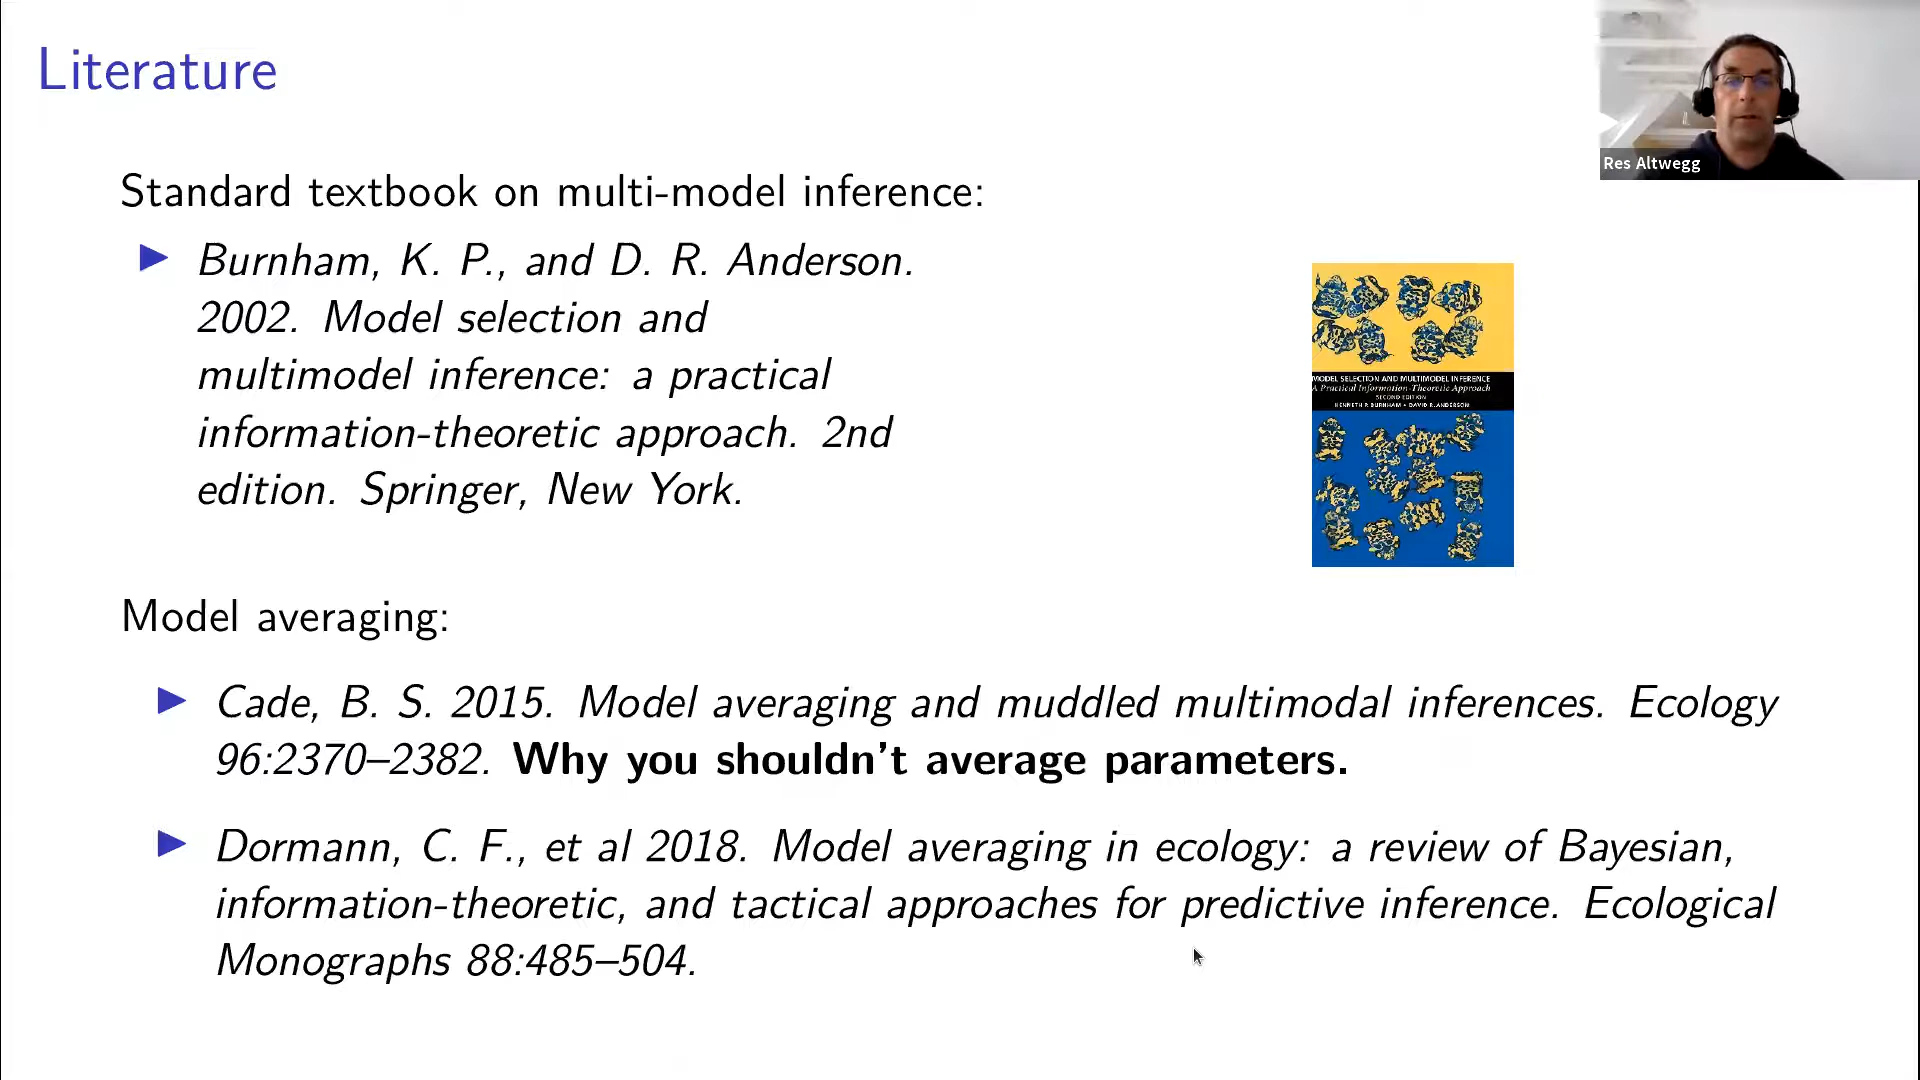 Literature
Res Altwegg
Standard textbook on multi-model inference:
▶ Burnham, K. P., and D. R. Anderson.
2002. Model selection and
multimodel inference: a practical
information-theoretic approach. 2nd
edition. Springer, New York.
MODEL SELECTION AND MULTIMODEL INFERENCE
A Practical Information-Theoretic Approach
SECOND EDITION
KENNETH P. BURNHAM • DAVID R. ANDERSON
Model averaging:
▶ Cade, B. S. 2015. Model averaging and muddled multimodal inferences. Ecology
96:2370–2382. Why you shouldn't average parameters.
▶ Dormann, C. F., et al 2018. Model averaging in ecology: a review of Bayesian,
information-theoretic, and tactical approaches for predictive inference. Ecological
Monographs 88:485–504.